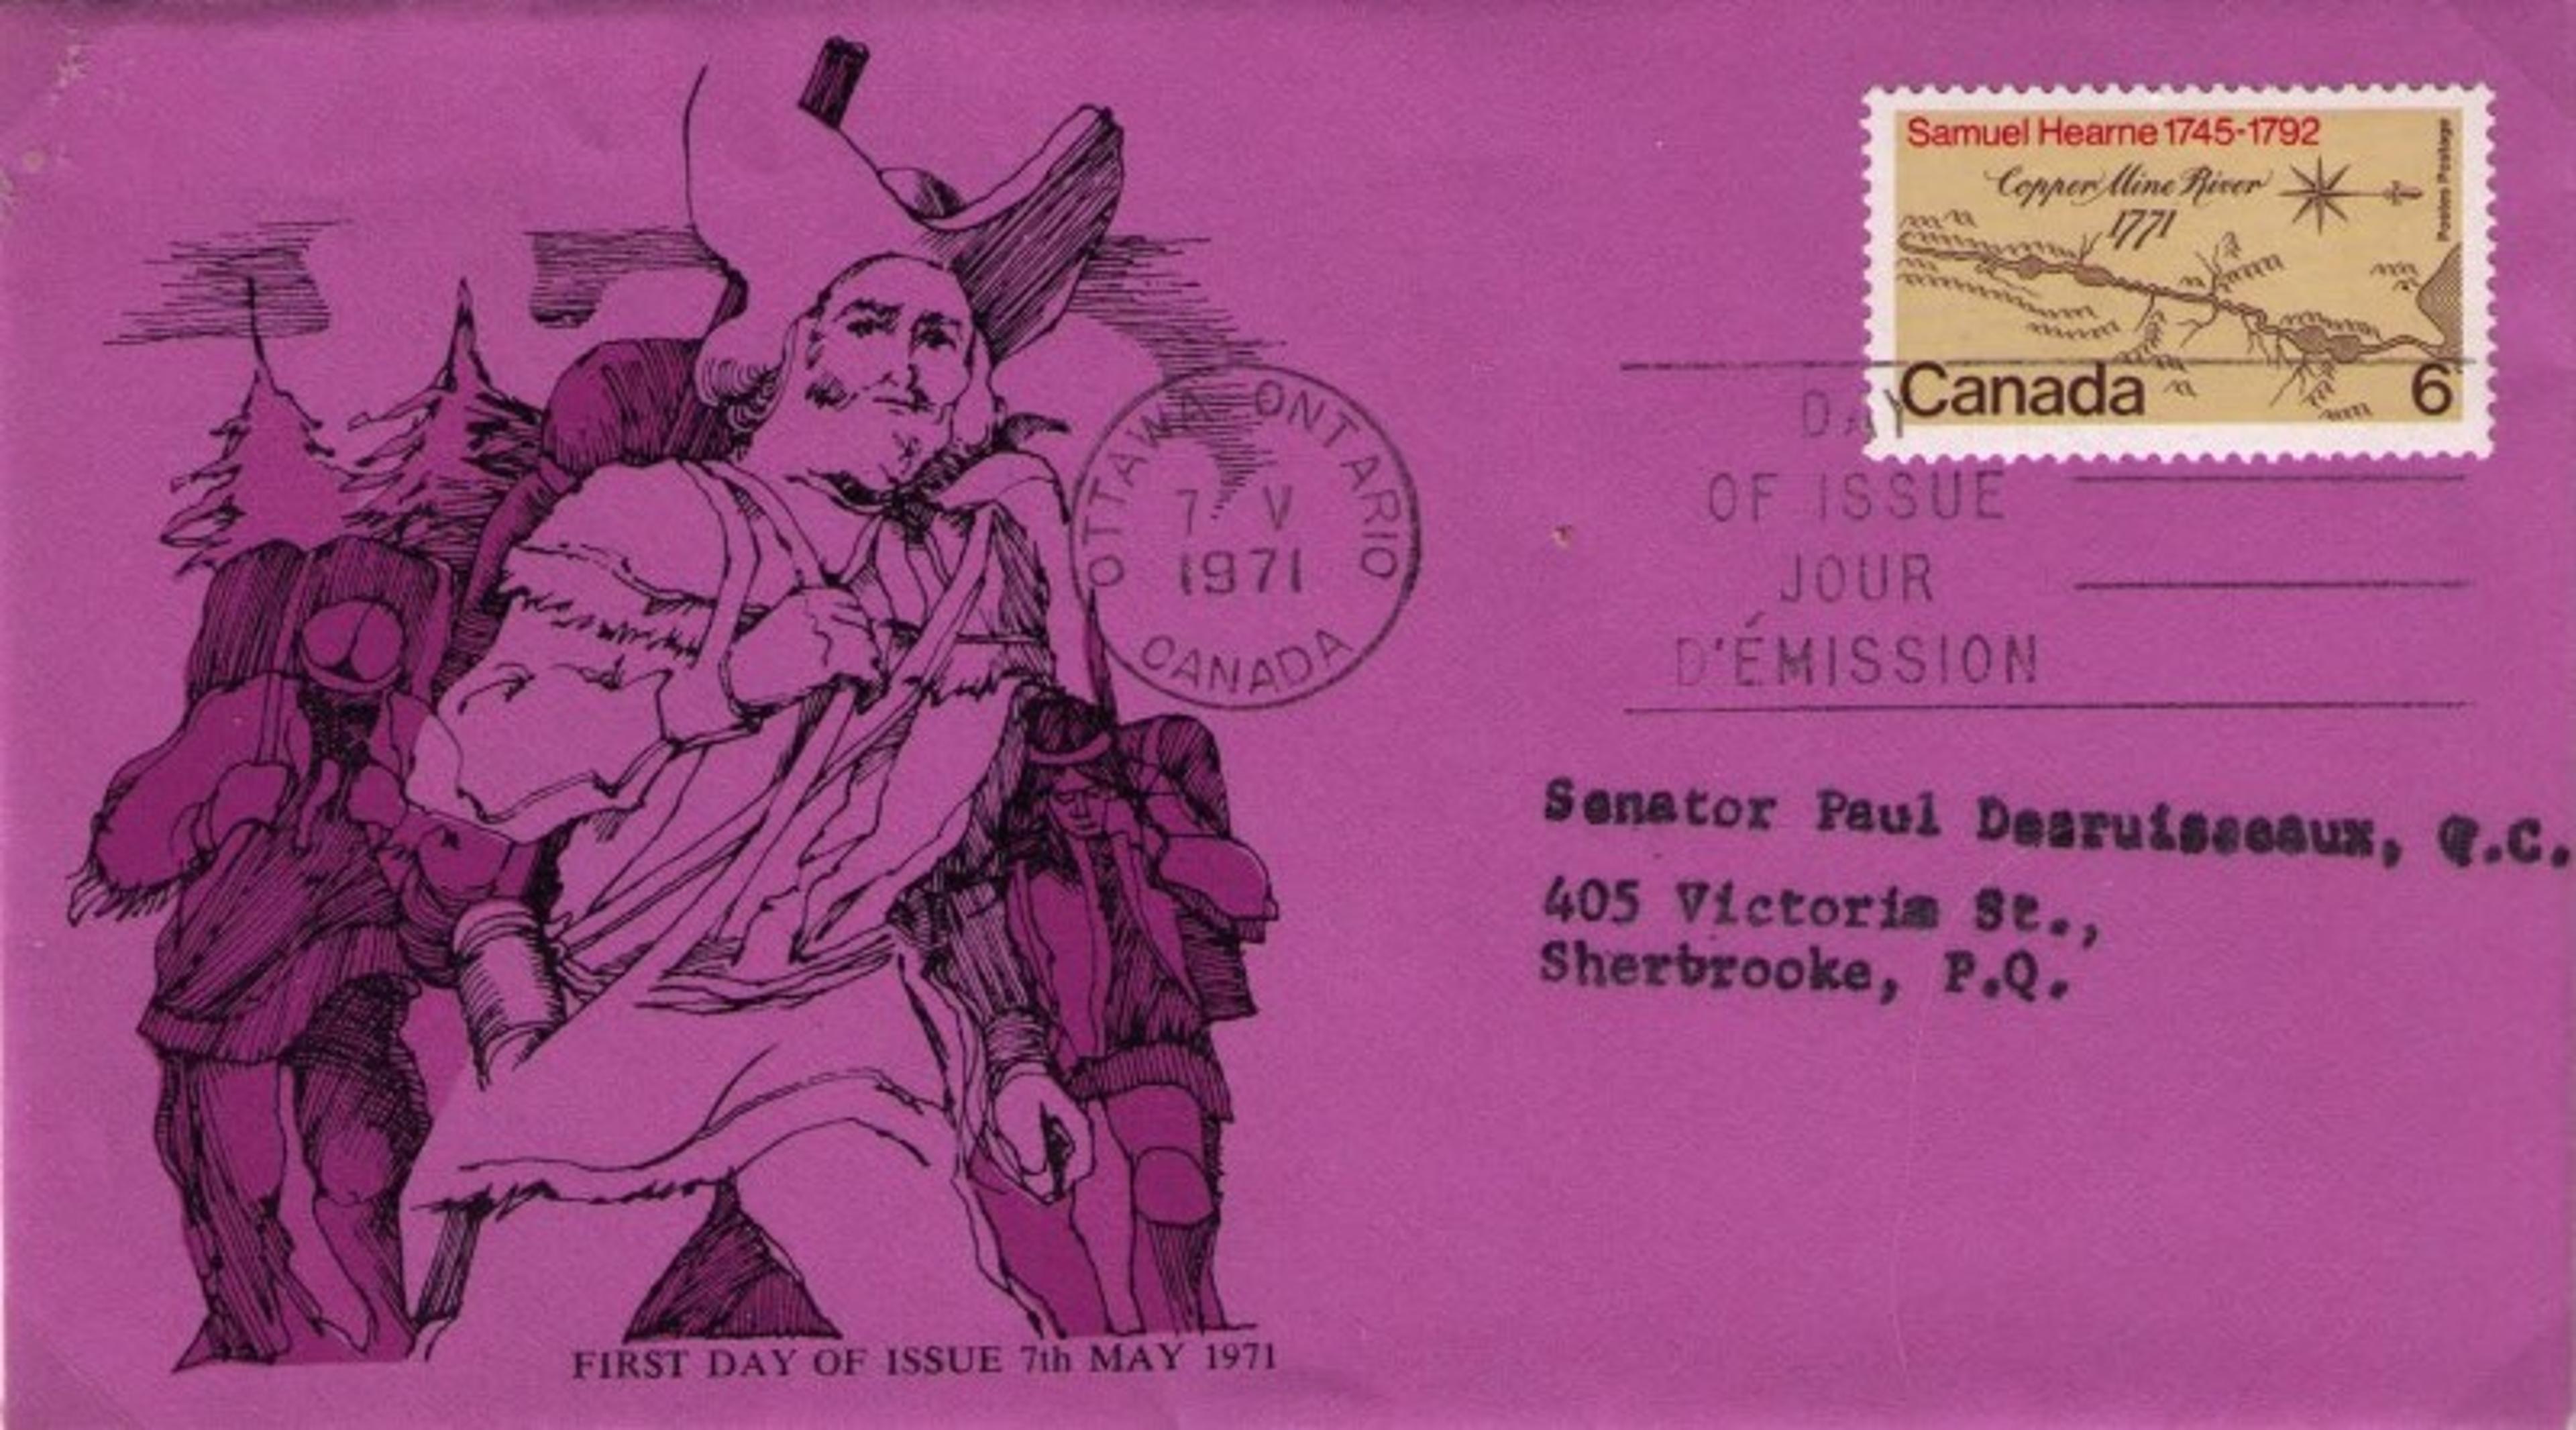 Samuel Hearne 1745-1792
Copper Mine River
1771
Postes Postage
Canada 6
OTTAWA ONTARIO
7 V
1971
CANADA
DAY
OF ISSUE
JOUR
D'ÉMISSION
Senator Paul Desruisseaux, Q.C.
405 Victoria St.,
Sherbrooke, P.Q.
FIRST DAY OF ISSUE 7th MAY 1971